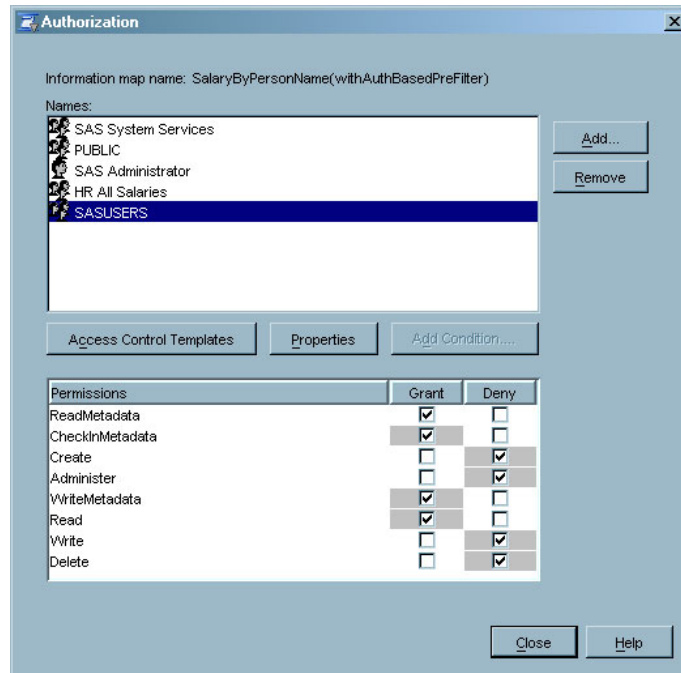 Authorization
Information map name: SalaryByPersonName(withAuthBasedPreFilter)
Names:
SAS System Services
PUBLIC
SAS Administrator
HR All Salaries
SASUSERS
Add...
Remove
Access Control Templates Properties Add Condition....
Permissions Grant Deny
ReadMetadata
CheckInMetadata
Create
Administer
WriteMetadata
Read
Write
Delete
Close Help